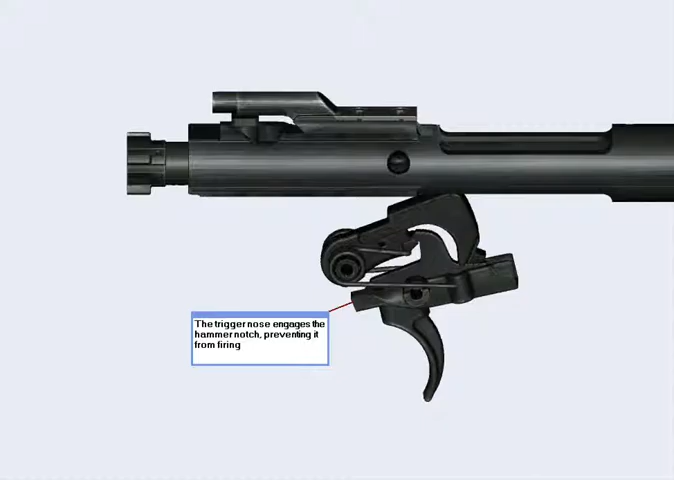 The trigger nose engages the
hammer notch, preventing it
from firing